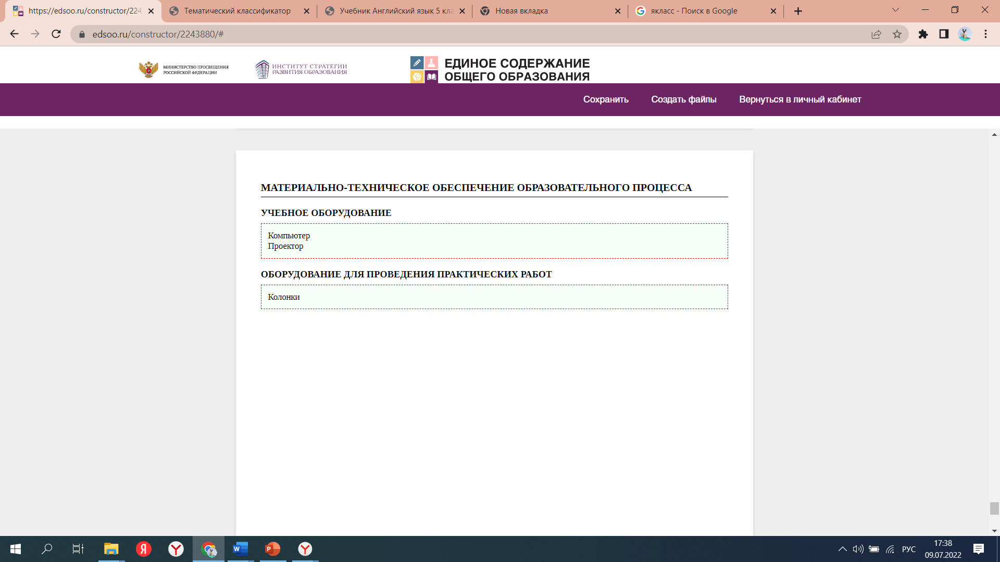 https://edsoo.ru/constructor/224
Тематический классификатор
Учебник Английский язык 5 кла
Новая вкладка
якласс - Поиск в Google
edsoo.ru/constructor/2243880/#
МИНИСТЕРСТВО ПРОСВЕЩЕНИЯ
РОССИЙСКОЙ ФЕДЕРАЦИИ
ИНСТИТУТ СТРАТЕГИИ
РАЗВИТИЯ ОБРАЗОВАНИЯ
ЕДИНОЕ СОДЕРЖАНИЕ
ОБЩЕГО ОБРАЗОВАНИЯ
Сохранить
Создать файлы
Вернуться в личный кабинет
МАТЕРИАЛЬНО-ТЕХНИЧЕСКОЕ ОБЕСПЕЧЕНИЕ ОБРАЗОВАТЕЛЬНОГО ПРОЦЕССА
УЧЕБНОЕ ОБОРУДОВАНИЕ
Компьютер
Проектор
ОБОРУДОВАНИЕ ДЛЯ ПРОВЕДЕНИЯ ПРАКТИЧЕСКИХ РАБОТ
Колонки
РУС
17:38
09.07.2022